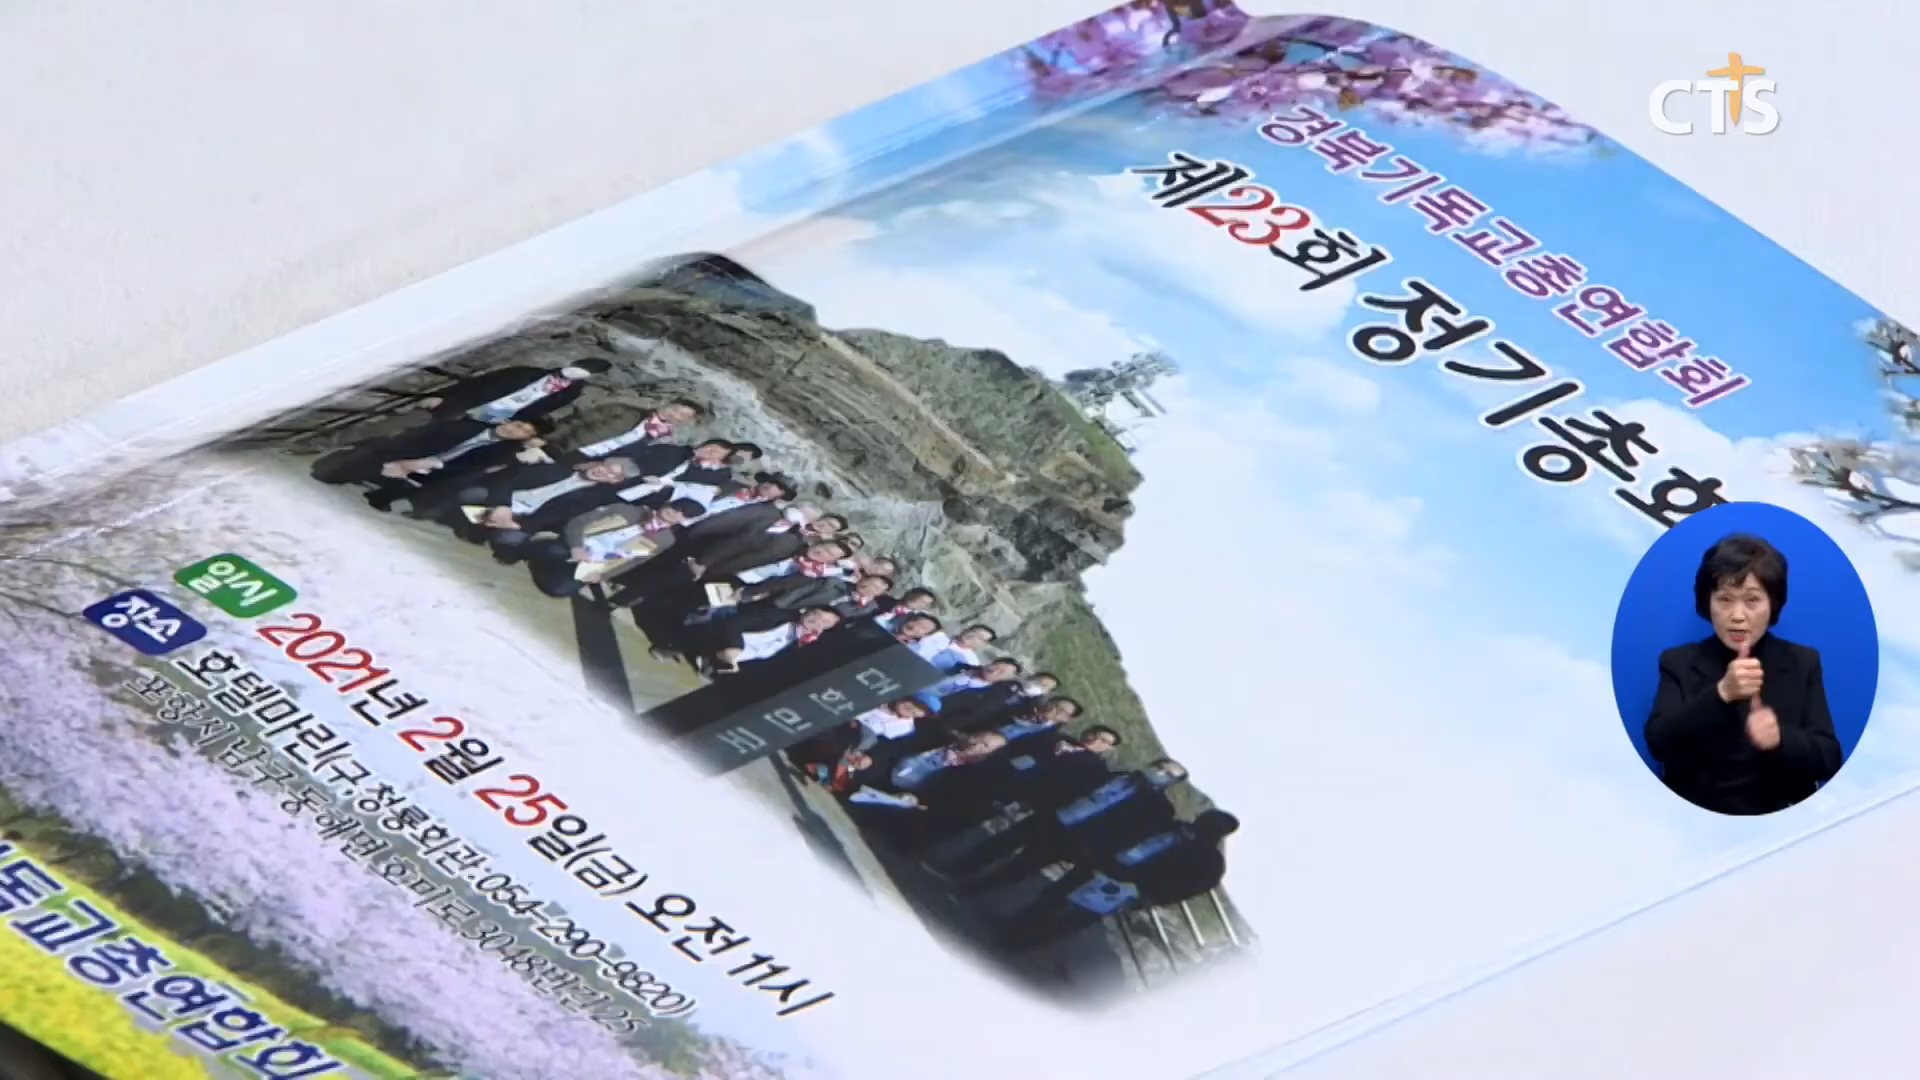 CTS
경북기독교총연합회
제23회 정기총회
대한민국
일시 2021년 2월 25일(금) 오전 11시
장소 호텔마리(구,청룡회관:054-290-9820)
포항시 남구 동해면 호미로 3048번길 25
독교총연합회